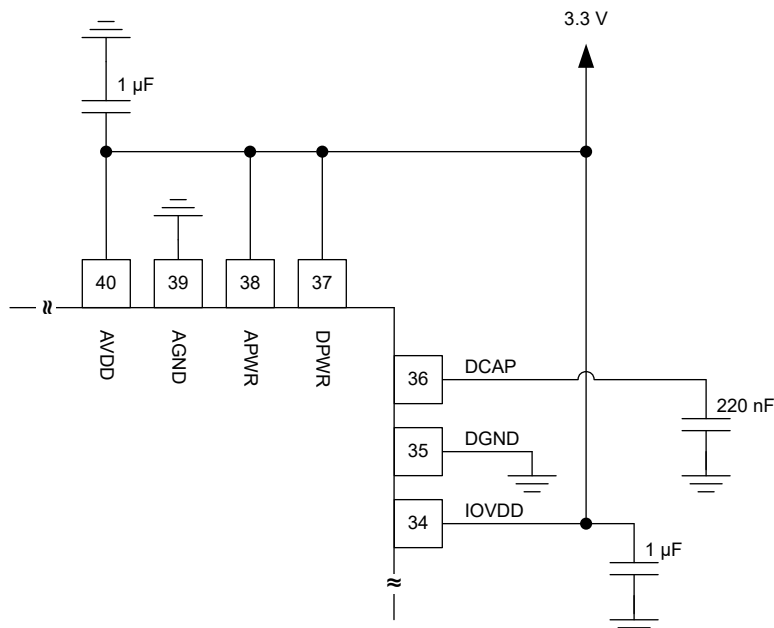 3.3 V
1 µF
40
39
38
37
AVDD
AGND
APWR
DPWR
36
DCAP
220 nF
35
DGND
34
IOVDD
1 µF